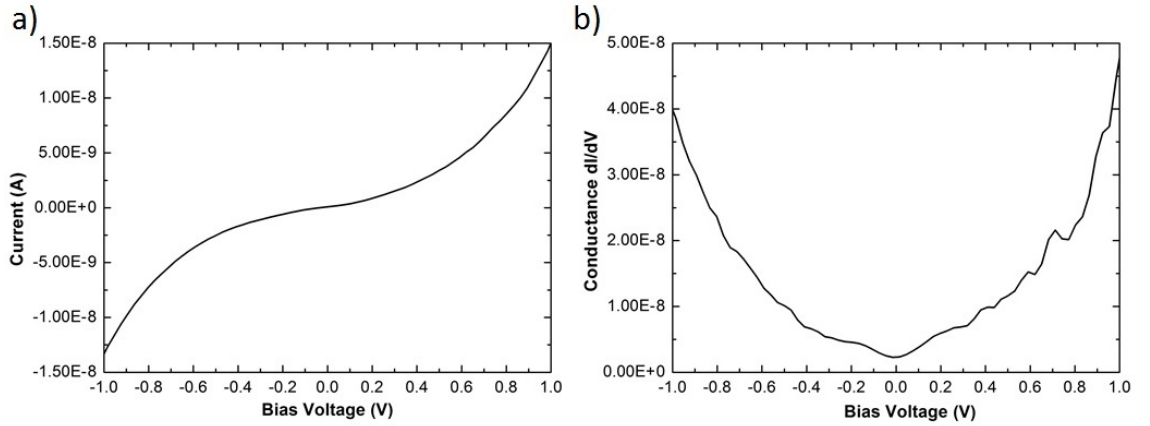 a)
1.50E-8
1.00E-8
5.00E-9
0.00E+0
-5.00E-9
-1.00E-8
-1.50E-8
Current (A)
-1.0 -0.8 -0.6 -0.4 -0.2 0.0 0.2 0.4 0.6 0.8 1.0
Bias Voltage (V)
b)
5.00E-8
4.00E-8
3.00E-8
2.00E-8
1.00E-8
0.00E+0
Conductance dI/dV
-1.0 -0.8 -0.6 -0.4 -0.2 0.0 0.2 0.4 0.6 0.8 1.0
Bias Voltage (V)